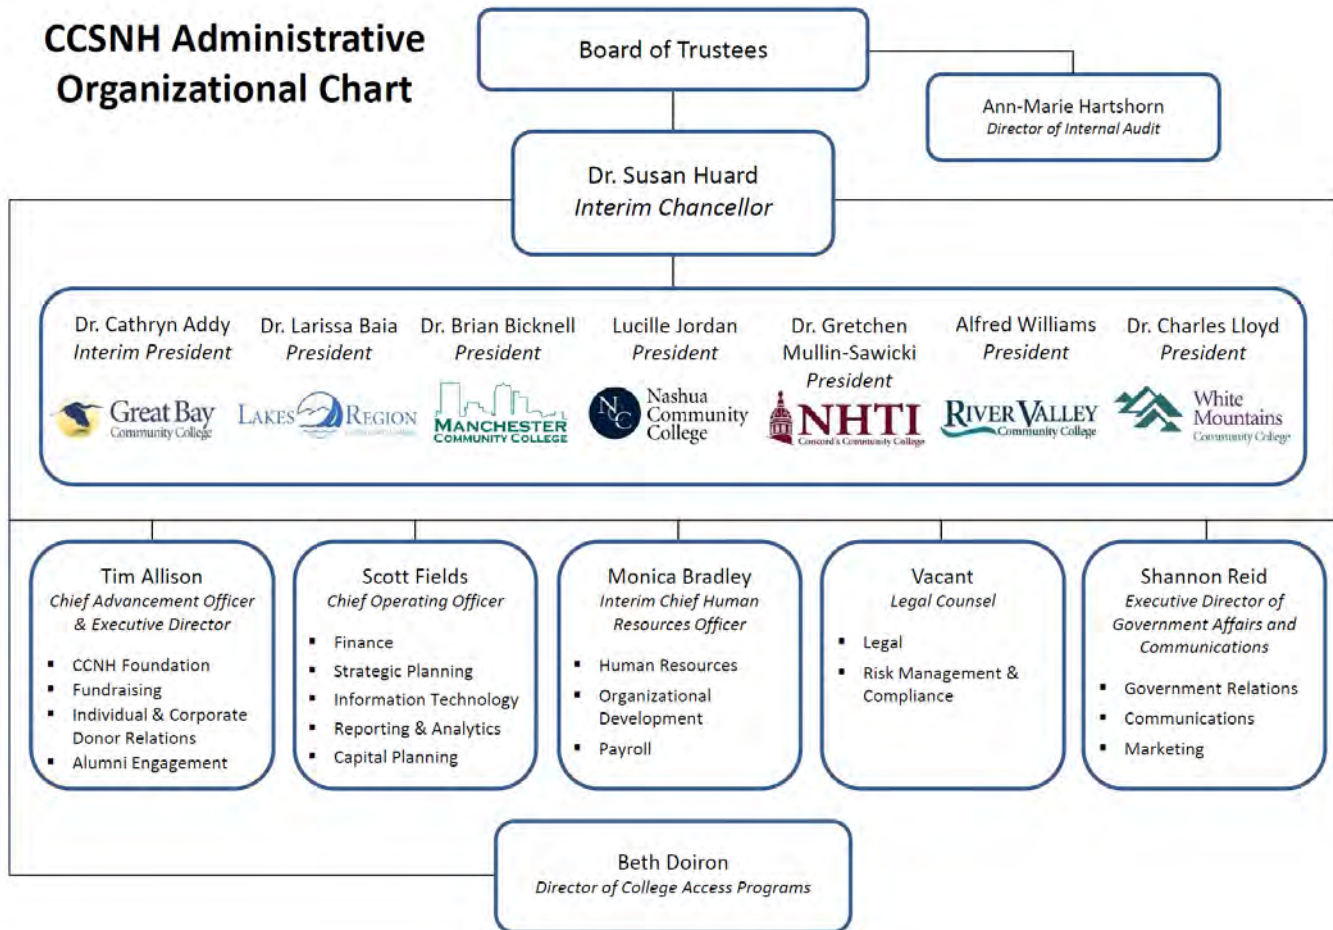 CCSNH Administrative
Organizational Chart
Board of Trustees
Ann-Marie Hartshorn
Director of Internal Audit
Dr. Susan Huard
Interim Chancellor
Dr. Cathryn Addy
Interim President
Great Bay
Community College
Dr. Larissa Baia
President
LAKES REGION
Dr. Brian Bicknell
President
MANCHESTER
COMMUNITY COLLEGE
Lucille Jordan
President
NCC
Nashua
Community
College
Dr. Gretchen
Mullin-Sawicki
President
NHTI
Concord's Community College
Alfred Williams
President
RIVER VALLEY
Community College
Dr. Charles Lloyd
President
White
Mountains
Community College
Tim Allison
Chief Advancement Officer
& Executive Director
▪ CCNH Foundation
▪ Fundraising
▪ Individual & Corporate
Donor Relations
▪ Alumni Engagement
Scott Fields
Chief Operating Officer
▪ Finance
▪ Strategic Planning
▪ Information Technology
▪ Reporting & Analytics
▪ Capital Planning
Monica Bradley
Interim Chief Human
Resources Officer
▪ Human Resources
▪ Organizational
Development
▪ Payroll
Vacant
Legal Counsel
▪ Legal
▪ Risk Management &
Compliance
Shannon Reid
Executive Director of
Government Affairs and
Communications
▪ Government Relations
▪ Communications
▪ Marketing
Beth Doiron
Director of College Access Programs